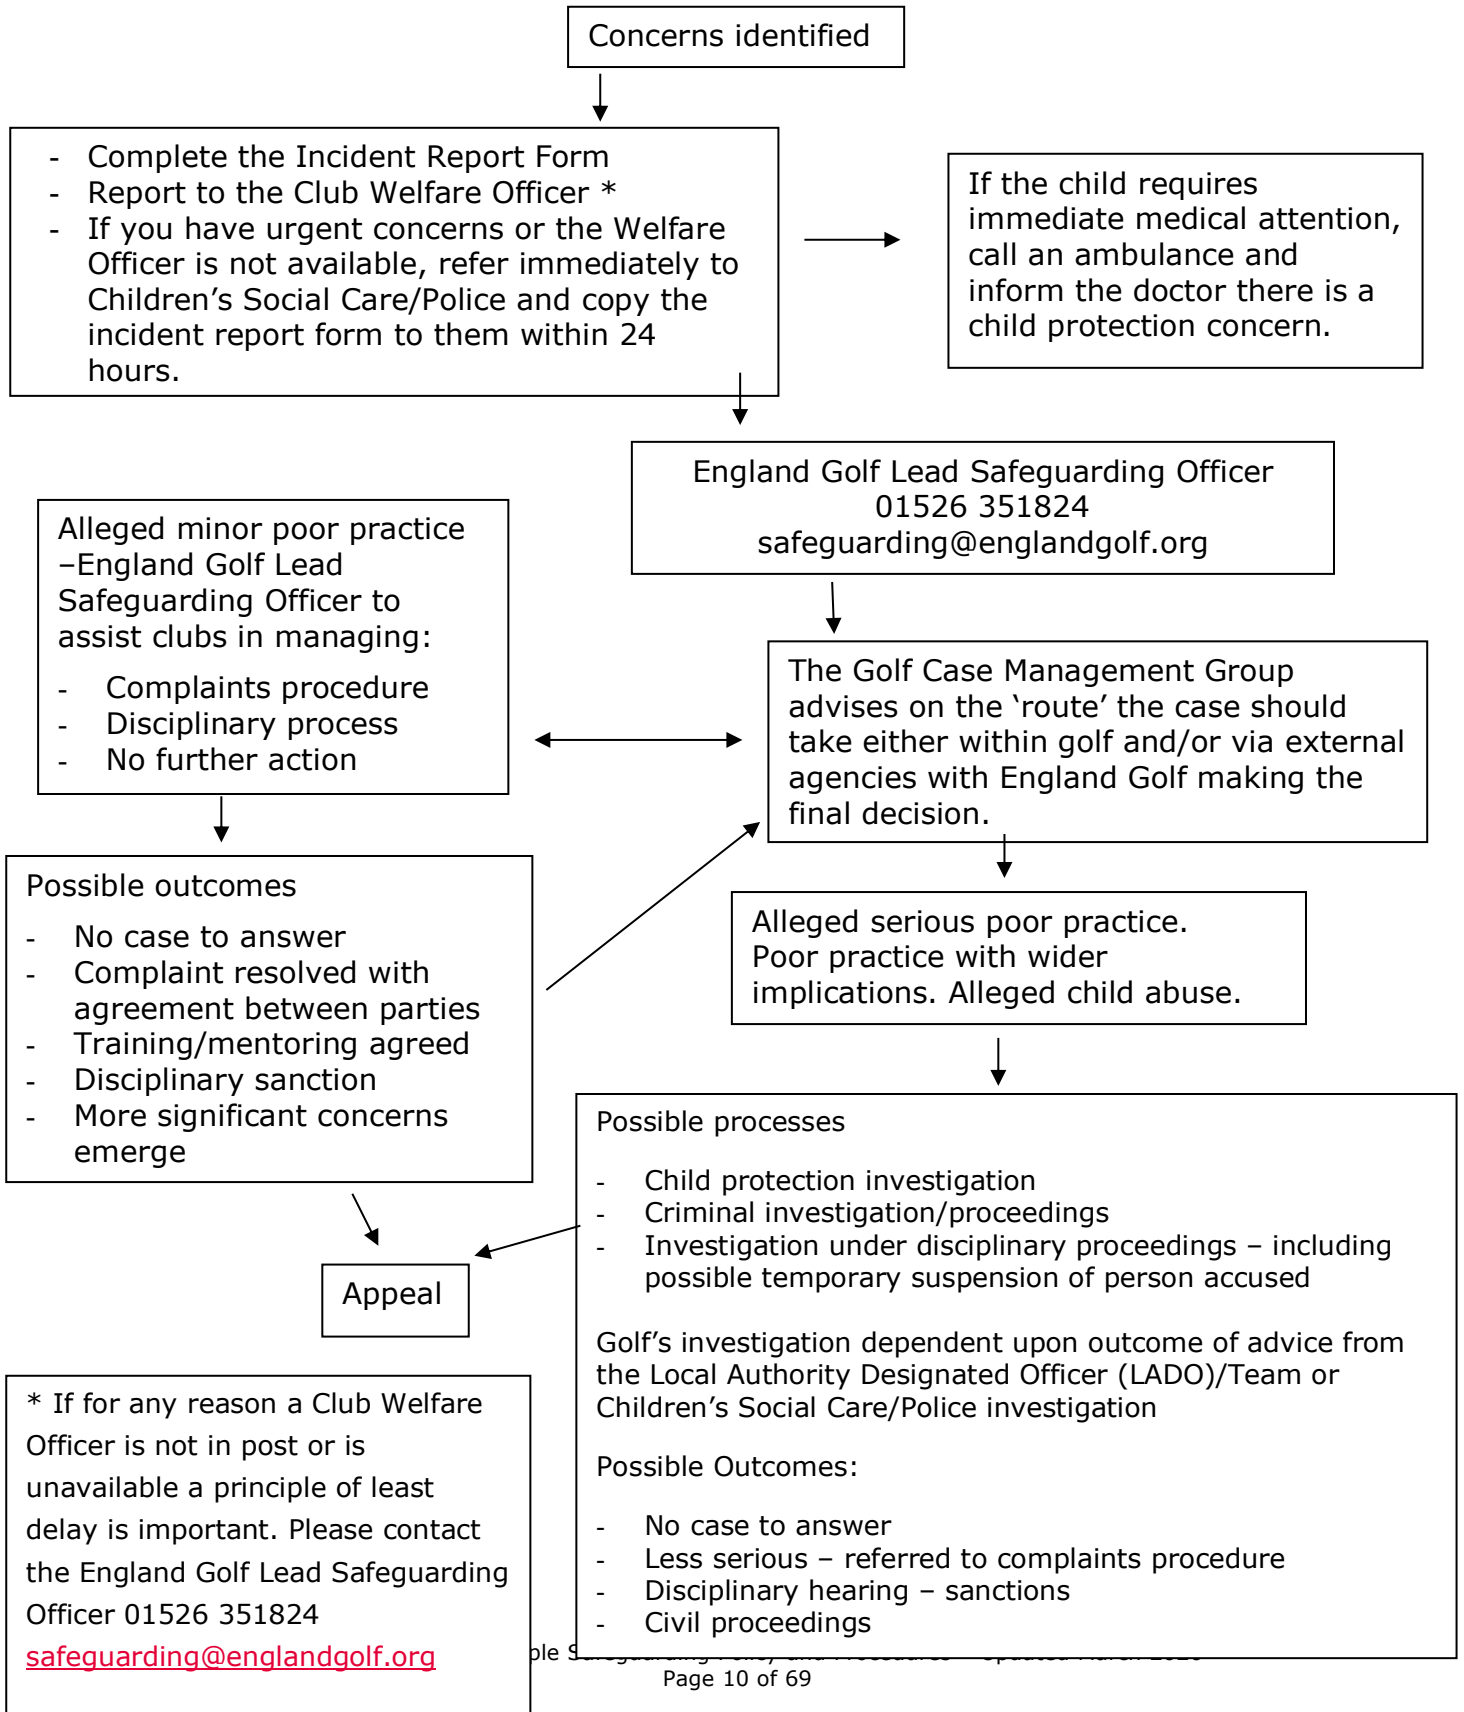 Concerns identified
- Complete the Incident Report Form
- Report to the Club Welfare Officer *
- If you have urgent concerns or the Welfare
Officer is not available, refer immediately to
Children’s Social Care/Police and copy the
incident report form to them within 24
hours.
If the child requires
immediate medical attention,
call an ambulance and
inform the doctor there is a
child protection concern.
England Golf Lead Safeguarding Officer
01526 351824
safeguarding@englandgolf.org
Alleged minor poor practice
–England Golf Lead
Safeguarding Officer to
assist clubs in managing:
- Complaints procedure
- Disciplinary process
- No further action
The Golf Case Management Group
advises on the ‘route’ the case should
take either within golf and/or via external
agencies with England Golf making the
final decision.
Possible outcomes
- No case to answer
- Complaint resolved with
agreement between parties
- Training/mentoring agreed
- Disciplinary sanction
- More significant concerns
emerge
Alleged serious poor practice.
Poor practice with wider
implications. Alleged child abuse.
Possible processes
- Child protection investigation
- Criminal investigation/proceedings
- Investigation under disciplinary proceedings – including
possible temporary suspension of person accused
Golf’s investigation dependent upon outcome of advice from
the Local Authority Designated Officer (LADO)/Team or
Children’s Social Care/Police investigation
Possible Outcomes:
- No case to answer
- Less serious – referred to complaints procedure
- Disciplinary hearing – sanctions
- Civil proceedings
Appeal
* If for any reason a Club Welfare
Officer is not in post or is
unavailable a principle of least
delay is important. Please contact
the England Golf Lead Safeguarding
Officer 01526 351824
safeguarding@englandgolf.org
Safeguarding Policy and Procedures
Page 10 of 69